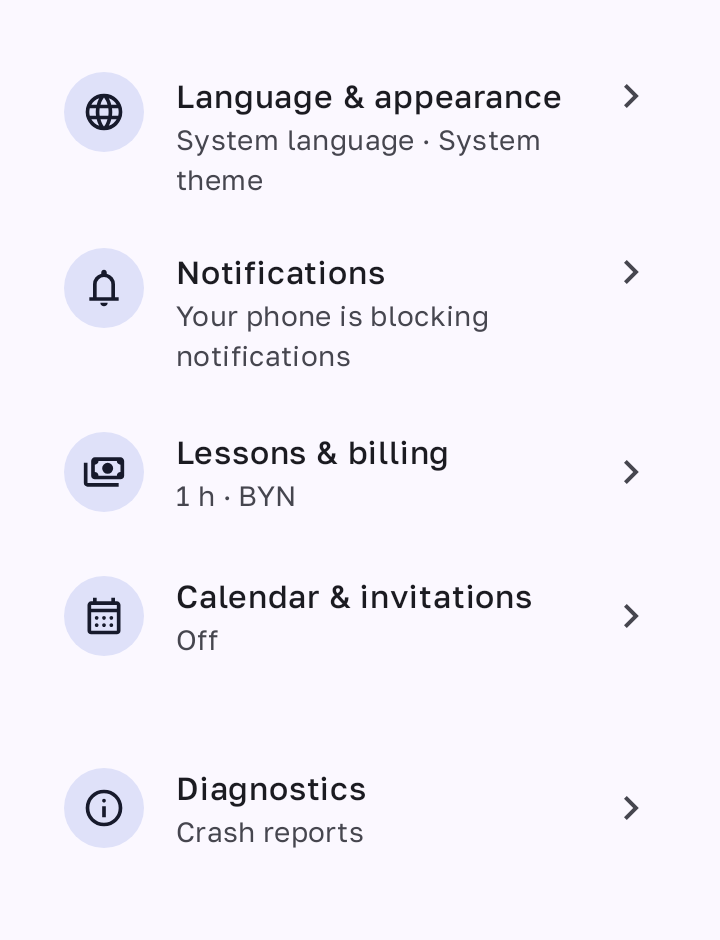 Language & appearance
System language · System
theme
Notifications
Your phone is blocking
notifications
Lessons & billing
1 h · BYN
Calendar & invitations
Off
Diagnostics
Crash reports